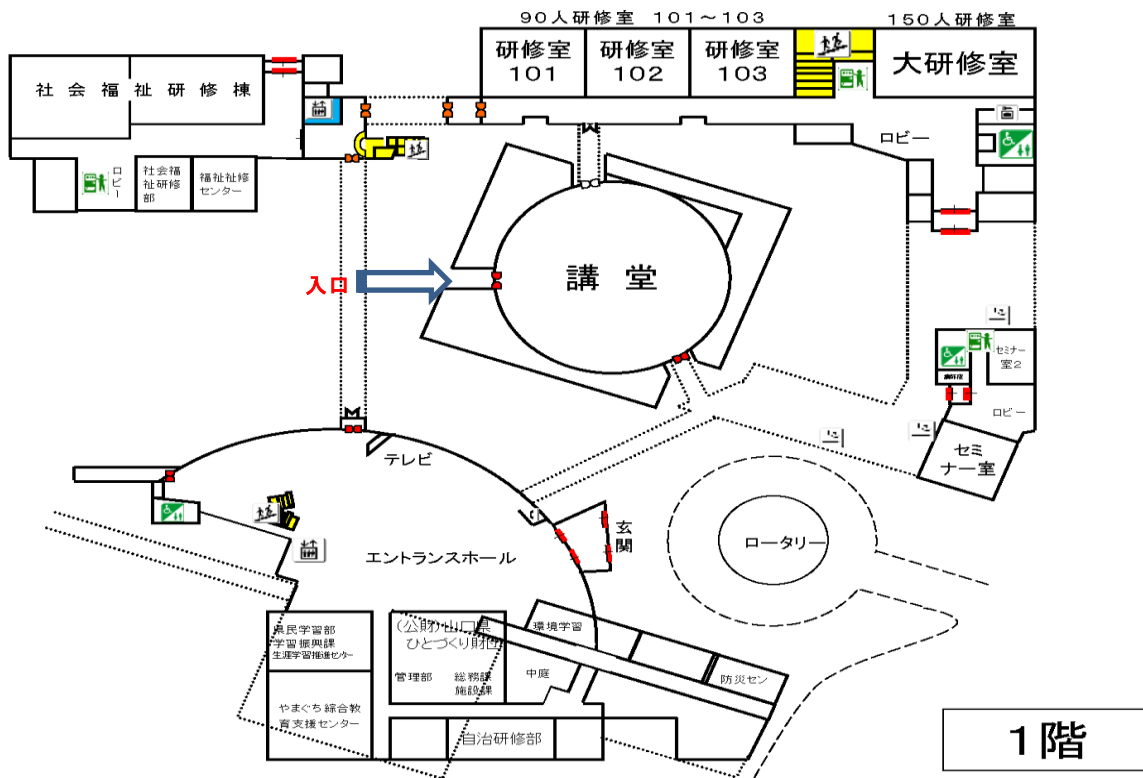 90人研修室 101～103
150人研修室
研修室
101
研修室
102
研修室
103
大研修室
社会福祉研修棟
ロビー
ロビー
社会福
祉研修
部
福祉祉修
センター
入口
講堂
セミナー
室2
ロビー
セミ
ナー室
テレビ
玄関
ロータリー
エントランスホール
県民学習部
学習振興課
生涯学習推進センター
(公財)山口県
ひとづくり財団
環境学習
管理部
総務課
施設課
中庭
防災セン
やまぐち総合教
育支援センター
自治研修部
1階